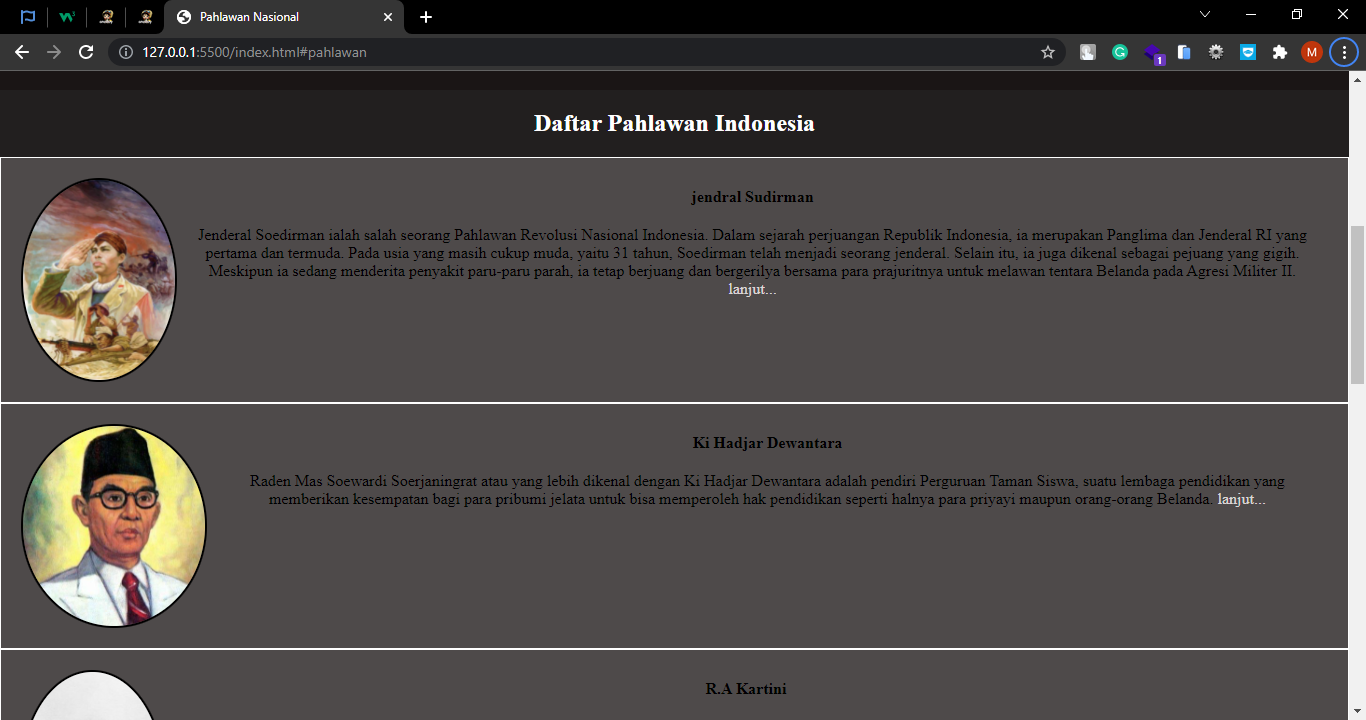 Pahlawan Nasional
127.0.0.1:5500/index.html#pahlawan
1
M
Daftar Pahlawan Indonesia
jendral Sudirman
Jenderal Soedirman ialah salah seorang Pahlawan Revolusi Nasional Indonesia. Dalam sejarah perjuangan Republik Indonesia, ia merupakan Panglima dan Jenderal RI yang
pertama dan termuda. Pada usia yang masih cukup muda, yaitu 31 tahun, Soedirman telah menjadi seorang jenderal. Selain itu, ia juga dikenal sebagai pejuang yang gigih.
Meskipun ia sedang menderita penyakit paru-paru parah, ia tetap berjuang dan bergerilya bersama para prajuritnya untuk melawan tentara Belanda pada Agresi Militer II.
lanjut...
Ki Hadjar Dewantara
Raden Mas Soewardi Soerjaningrat atau yang lebih dikenal dengan Ki Hadjar Dewantara adalah pendiri Perguruan Taman Siswa, suatu lembaga pendidikan yang
memberikan kesempatan bagi para pribumi jelata untuk bisa memperoleh hak pendidikan seperti halnya para priyayi maupun orang-orang Belanda. lanjut...
R.A Kartini